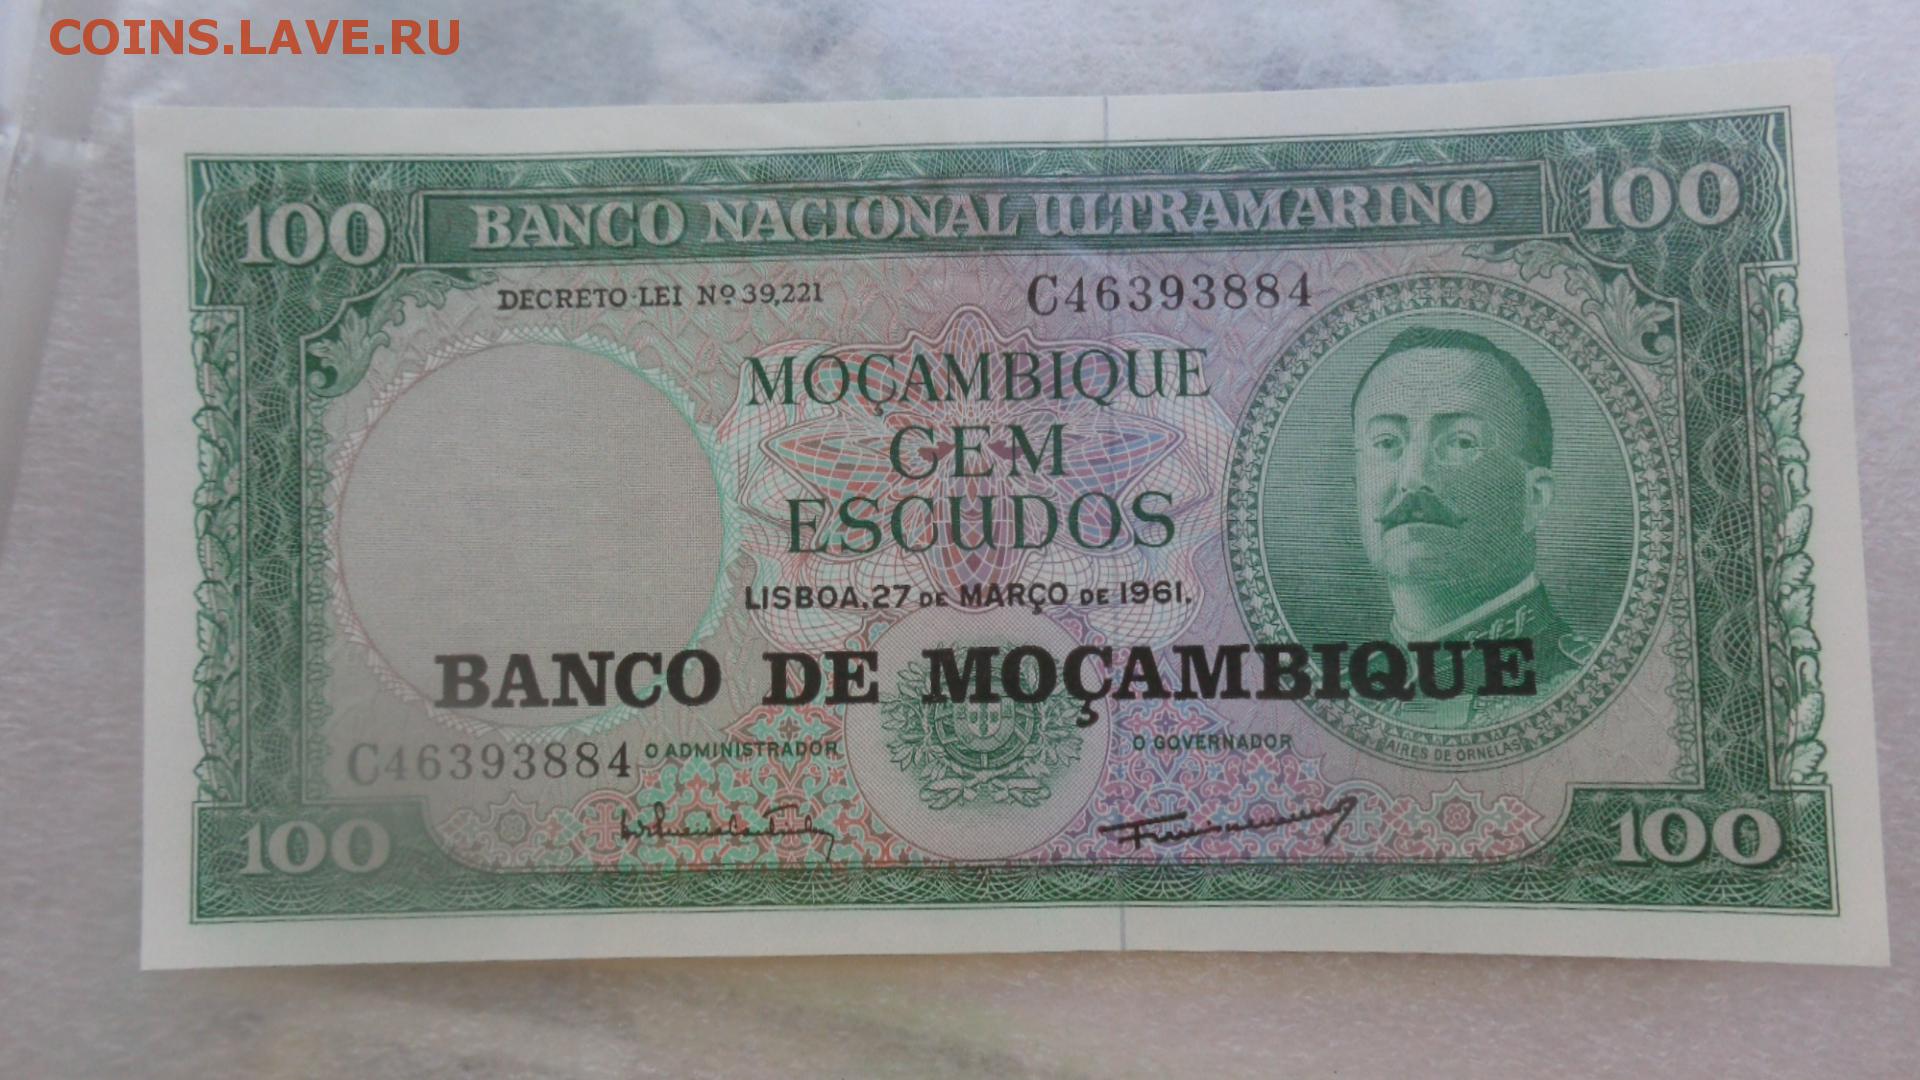 COINS.LAVE.RU
100 BANCO NACIONAL ULTRAMARINO 100
DECRETO-LEI Nº 39,221
C46393884
MOÇAMBIQUE
CEM
ESCUDOS
LISBOA, 27 DE MARÇO DE 1961.
BANCO DE MOÇAMBIQUE
C46393884
O ADMINISTRADOR
O GOVERNADOR
AIRES DE ORNELAS
100
100